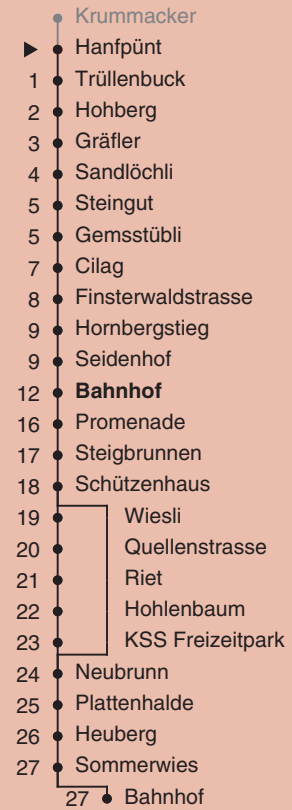 Krummacker
Hanfpünt
1 Trüllenbuck
2 Hohberg
3 Gräfler
4 Sandlöchli
5 Steingut
5 Gemsstübli
7 Cilag
8 Finsterwaldstrasse
9 Hornbergstieg
9 Seidenhof
12 Bahnhof
16 Promenade
17 Steigbrunnen
18 Schützenhaus
19 Wiesli
20 Quellenstrasse
21 Riet
22 Hohlenbaum
23 KSS Freizeitpark
24 Neubrunn
25 Plattenhalde
26 Heuberg
27 Sommerwies
27 Bahnhof